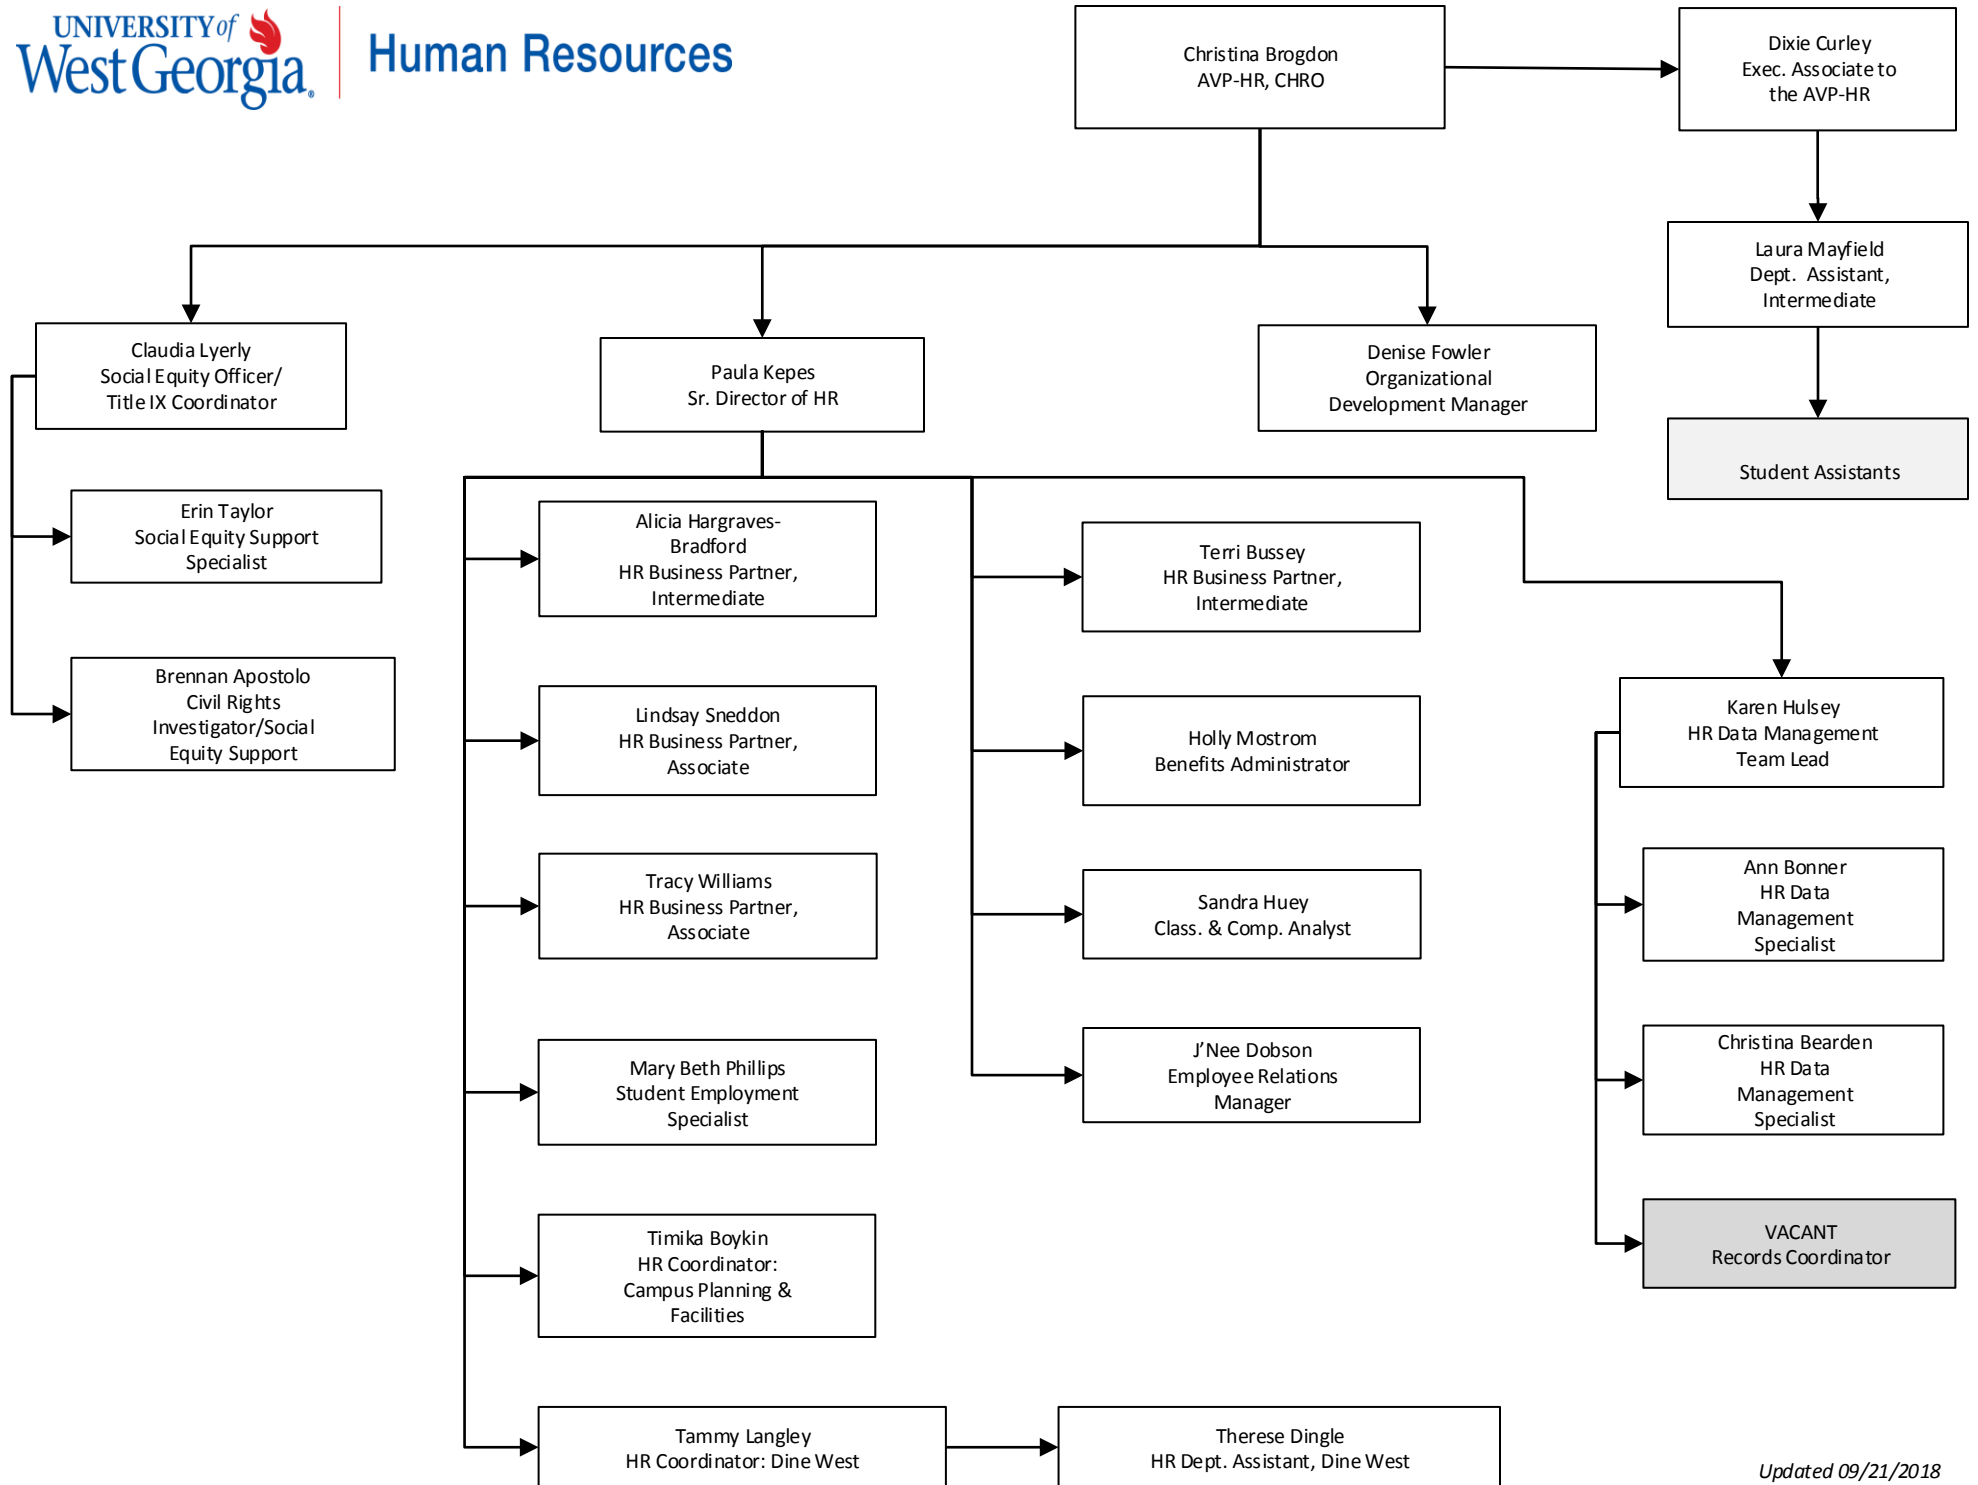 UNIVERSITY of
West Georgia®
Human Resources
Christina Brogdon
AVP-HR, CHRO
Dixie Curley
Exec. Associate to
the AVP-HR
Laura Mayfield
Dept. Assistant,
Intermediate
Student Assistants
Claudia Lyerly
Social Equity Officer/
Title IX Coordinator
Paula Kepes
Sr. Director of HR
Denise Fowler
Organizational
Development Manager
Erin Taylor
Social Equity Support
Specialist
Brennan Apostolo
Civil Rights
Investigator/Social
Equity Support
Alicia Hargraves-
Bradford
HR Business Partner,
Intermediate
Lindsay Sneddon
HR Business Partner,
Associate
Tracy Williams
HR Business Partner,
Associate
Mary Beth Phillips
Student Employment
Specialist
Timika Boykin
HR Coordinator:
Campus Planning &
Facilities
Tammy Langley
HR Coordinator: Dine West
Therese Dingle
HR Dept. Assistant, Dine West
Terri Bussey
HR Business Partner,
Intermediate
Holly Mostrom
Benefits Administrator
Sandra Huey
Class. & Comp. Analyst
J’Nee Dobson
Employee Relations
Manager
Karen Hulsey
HR Data Management
Team Lead
Ann Bonner
HR Data
Management
Specialist
Christina Bearden
HR Data
Management
Specialist
VACANT
Records Coordinator
Updated 09/21/2018